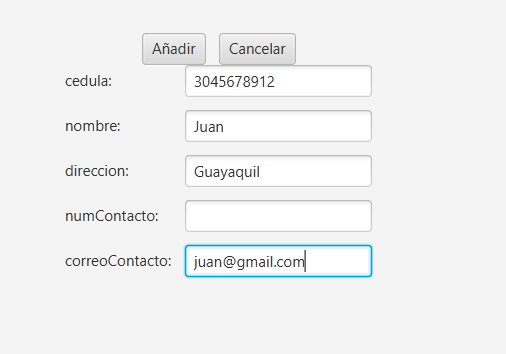 Añadir Cancelar
cedula: 3045678912
nombre: Juan
direccion: Guayaquil
numContacto:
correoContacto: juan@gmail.com